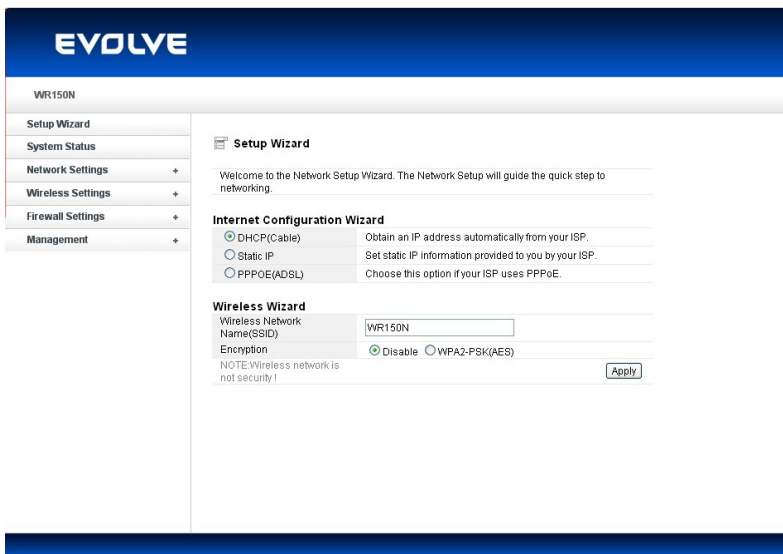 EVOLVE
WR150N
Setup Wizard
System Status
Network Settings +
Wireless Settings +
Firewall Settings +
Management +
Setup Wizard
Welcome to the Network Setup Wizard. The Network Setup will guide the quick step to
networking.
Internet Configuration Wizard
DHCP(Cable) Obtain an IP address automatically from your ISP.
Static IP Set static IP information provided to you by your ISP.
PPPOE(ADSL) Choose this option if your ISP uses PPPoE.
Wireless Wizard
Wireless Network
Name(SSID) WR150N
Encryption Disable WPA2-PSK(AES)
NOTE:Wireless network is
not security !
Apply